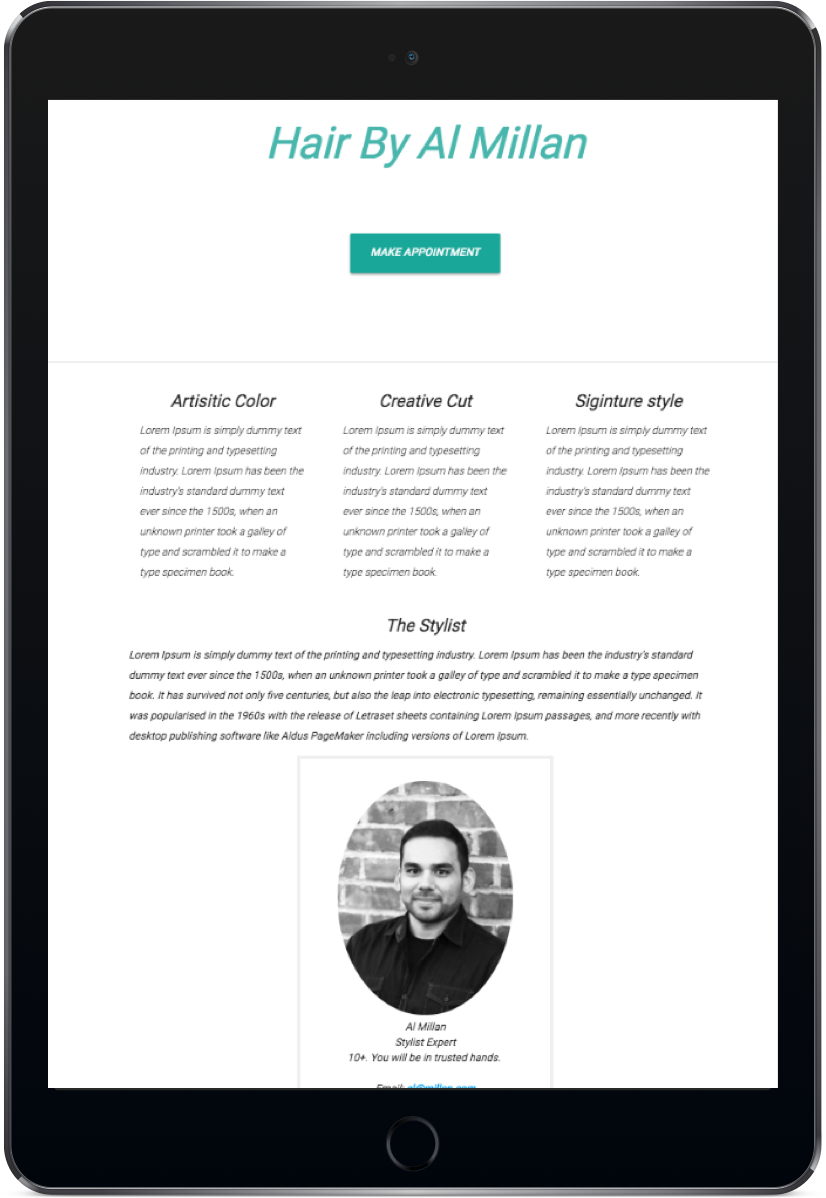 Hair By Al Millan
MAKE APPOINTMENT
Artisitic Color
Lorem Ipsum is simply dummy text
of the printing and typesetting
industry. Lorem Ipsum has been the
industry's standard dummy text
ever since the 1500s, when an
unknown printer took a galley of
type and scrambled it to make a
type specimen book.
Creative Cut
Lorem Ipsum is simply dummy text
of the printing and typesetting
industry. Lorem Ipsum has been the
industry's standard dummy text
ever since the 1500s, when an
unknown printer took a galley of
type and scrambled it to make a
type specimen book.
Siginture style
Lorem Ipsum is simply dummy text
of the printing and typesetting
industry. Lorem Ipsum has been the
industry's standard dummy text
ever since the 1500s, when an
unknown printer took a galley of
type and scrambled it to make a
type specimen book.
The Stylist
Lorem Ipsum is simply dummy text of the printing and typesetting industry. Lorem Ipsum has been the industry's standard
dummy text ever since the 1500s, when an unknown printer took a galley of type and scrambled it to make a type specimen
book. It has survived not only five centuries, but also the leap into electronic typesetting, remaining essentially unchanged. It
was popularised in the 1960s with the release of Letraset sheets containing Lorem Ipsum passages, and more recently with
desktop publishing software like Aldus PageMaker including versions of Lorem Ipsum.
Al Millan
Stylist Expert
10+. You will be in trusted hands.
Email: al@millan.com